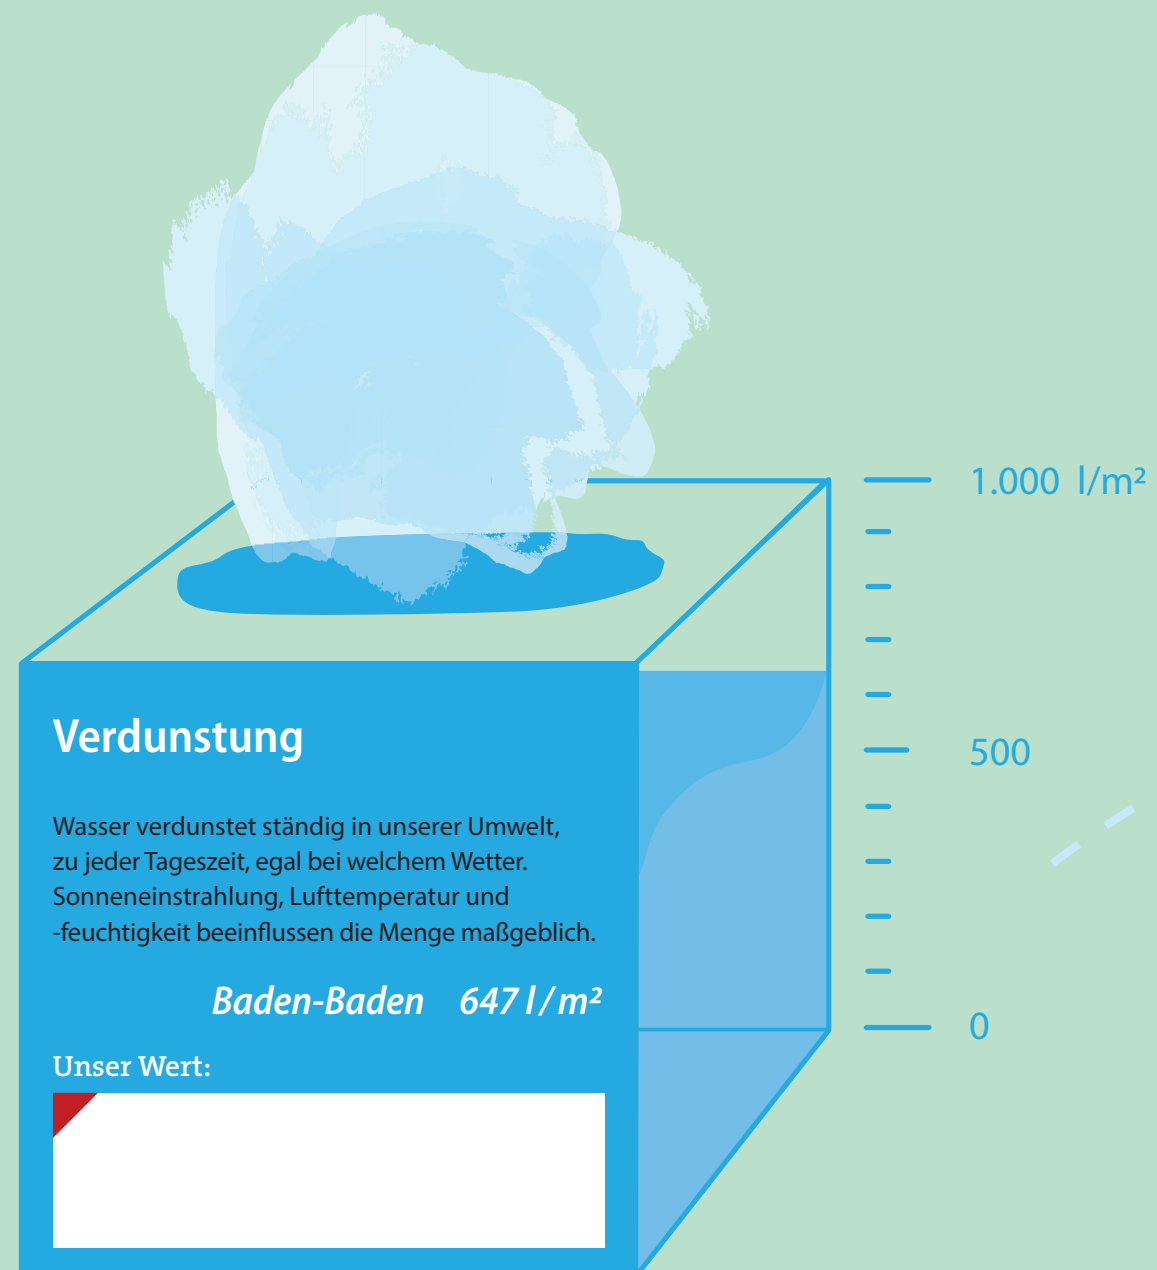 1.000 l/m²
500
0
Verdunstung
Wasser verdunstet ständig in unserer Umwelt,
zu jeder Tageszeit, egal bei welchem Wetter.
Sonneneinstrahlung, Lufttemperatur und
-feuchtigkeit beeinflussen die Menge maßgeblich.
Baden-Baden 647 l/m²
Unser Wert: